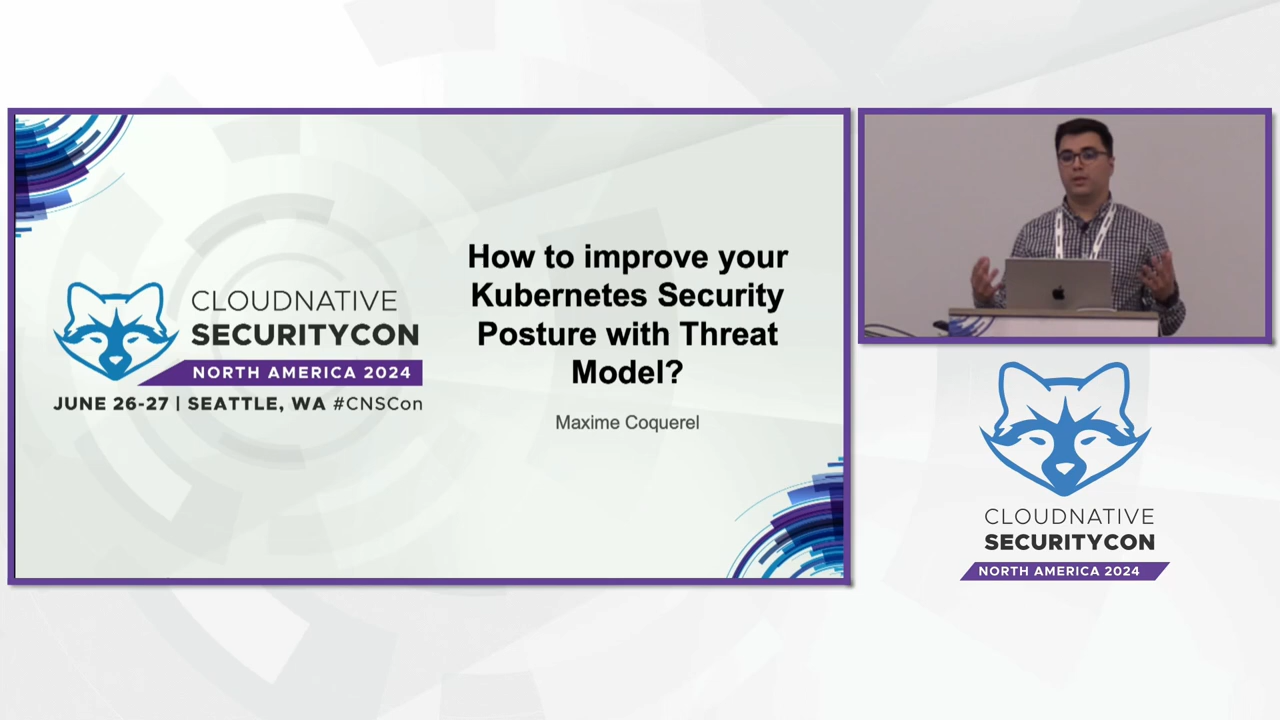 How to improve your
Kubernetes Security
Posture with Threat
Model?
Maxime Coquerel
CLOUDNATIVE
SECURITYCON
NORTH AMERICA 2024
JUNE 26-27 | SEATTLE, WA #CNSCon
CLOUDNATIVE
SECURITYCON
NORTH AMERICA 2024